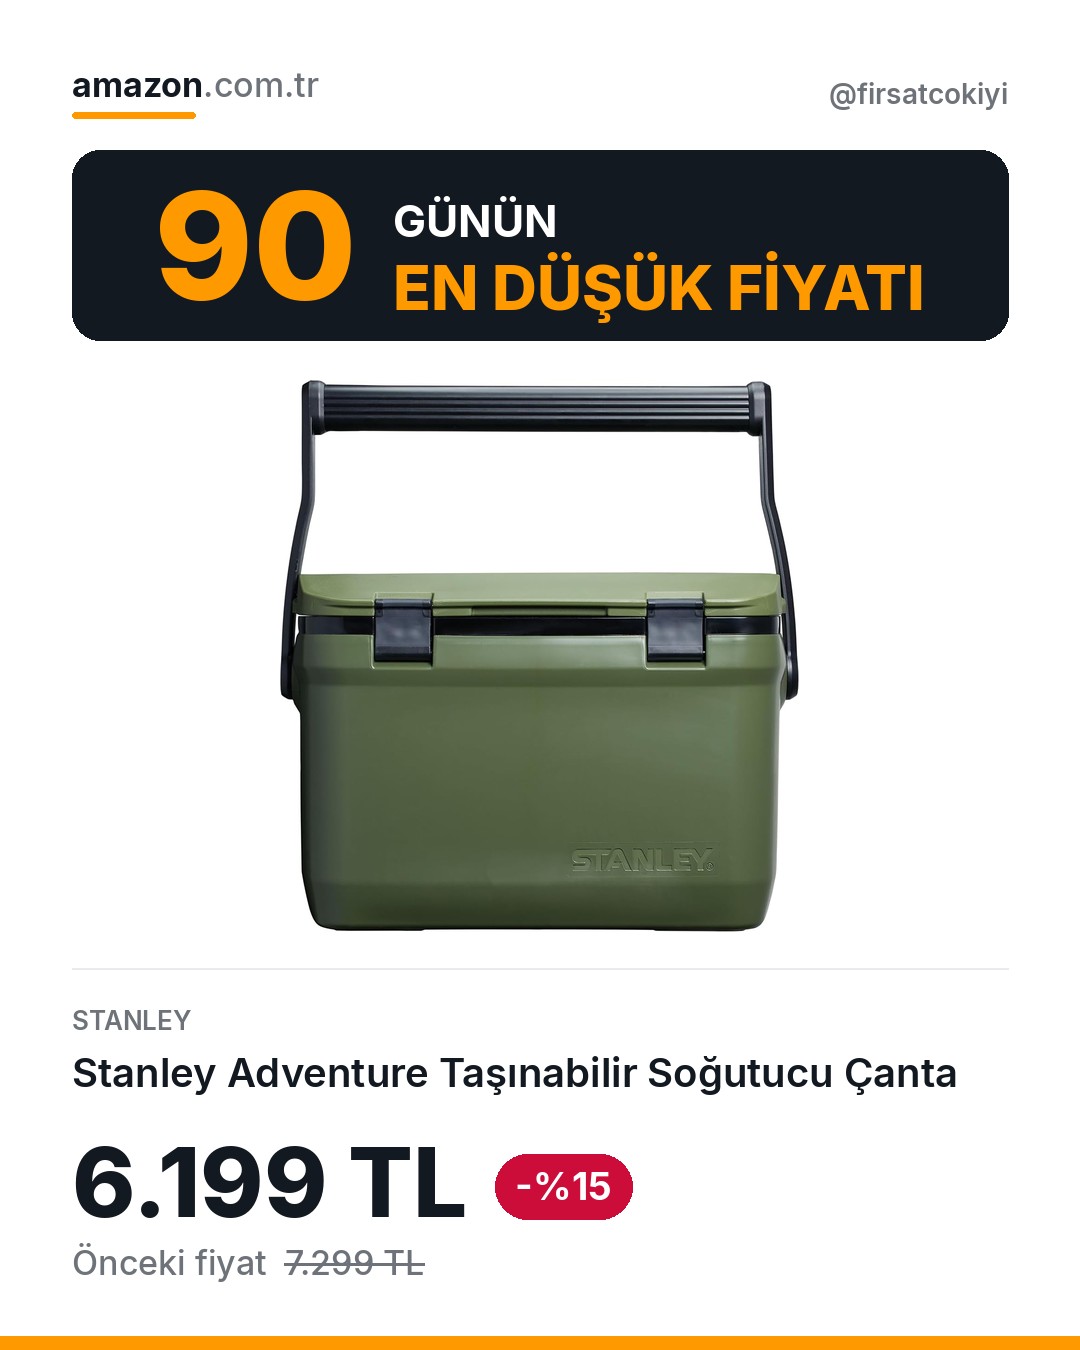 amazon.com.tr
@firsatcokiyi
90
GÜNÜN
EN DÜŞÜK FİYATI
STANLEY
STANLEY
Stanley Adventure Taşınabilir Soğutucu Çanta
6.199 TL
-%15
Önceki fiyat 7.299 TL